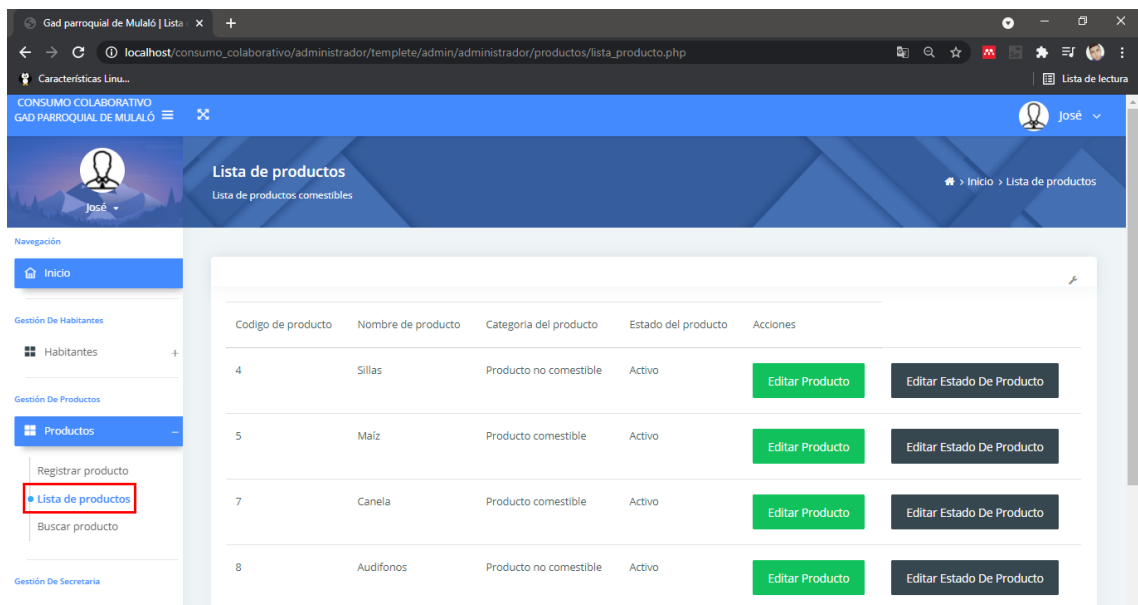 Gad parroquial de Mulaló | Lista
localhost/consumo_colaborativo/administrador/templete/admin/administrador/productos/lista_producto.php
Características Linu...
Lista de lectura
CONSUMO COLABORATIVO
GAD PARROQUIAL DE MULALÓ
José
José
Lista de productos
Lista de productos comestibles
> Inicio > Lista de productos
Navegación
Inicio
Gestión De Habitantes
Habitantes +
Gestión De Productos
Productos –
Registrar producto
Lista de productos
Buscar producto
Gestión De Secretaria
Codigo de producto Nombre de producto Categoria del producto Estado del producto Acciones
4 Sillas Producto no comestible Activo Editar Producto Editar Estado De Producto
5 Maíz Producto comestible Activo Editar Producto Editar Estado De Producto
7 Canela Producto comestible Activo Editar Producto Editar Estado De Producto
8 Audifonos Producto no comestible Activo Editar Producto Editar Estado De Producto